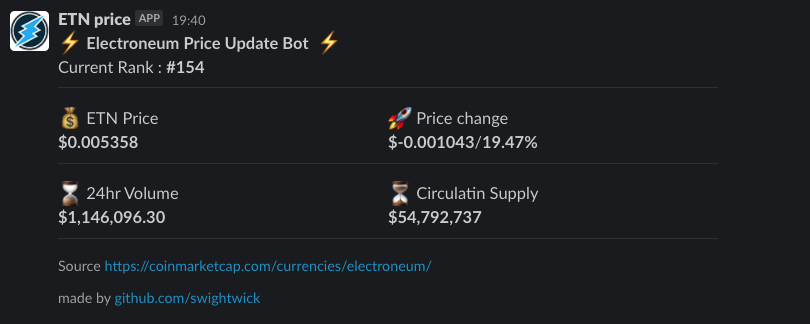 ETN price APP 19:40
Electroneum Price Update Bot
Current Rank : #154
ETN Price Price change
$0.005358 $-0.001043/19.47%
24hr Volume Circulatin Supply
$1,146,096.30 $54,792,737
Source https://coinmarketcap.com/currencies/electroneum/
made by github.com/swightwick